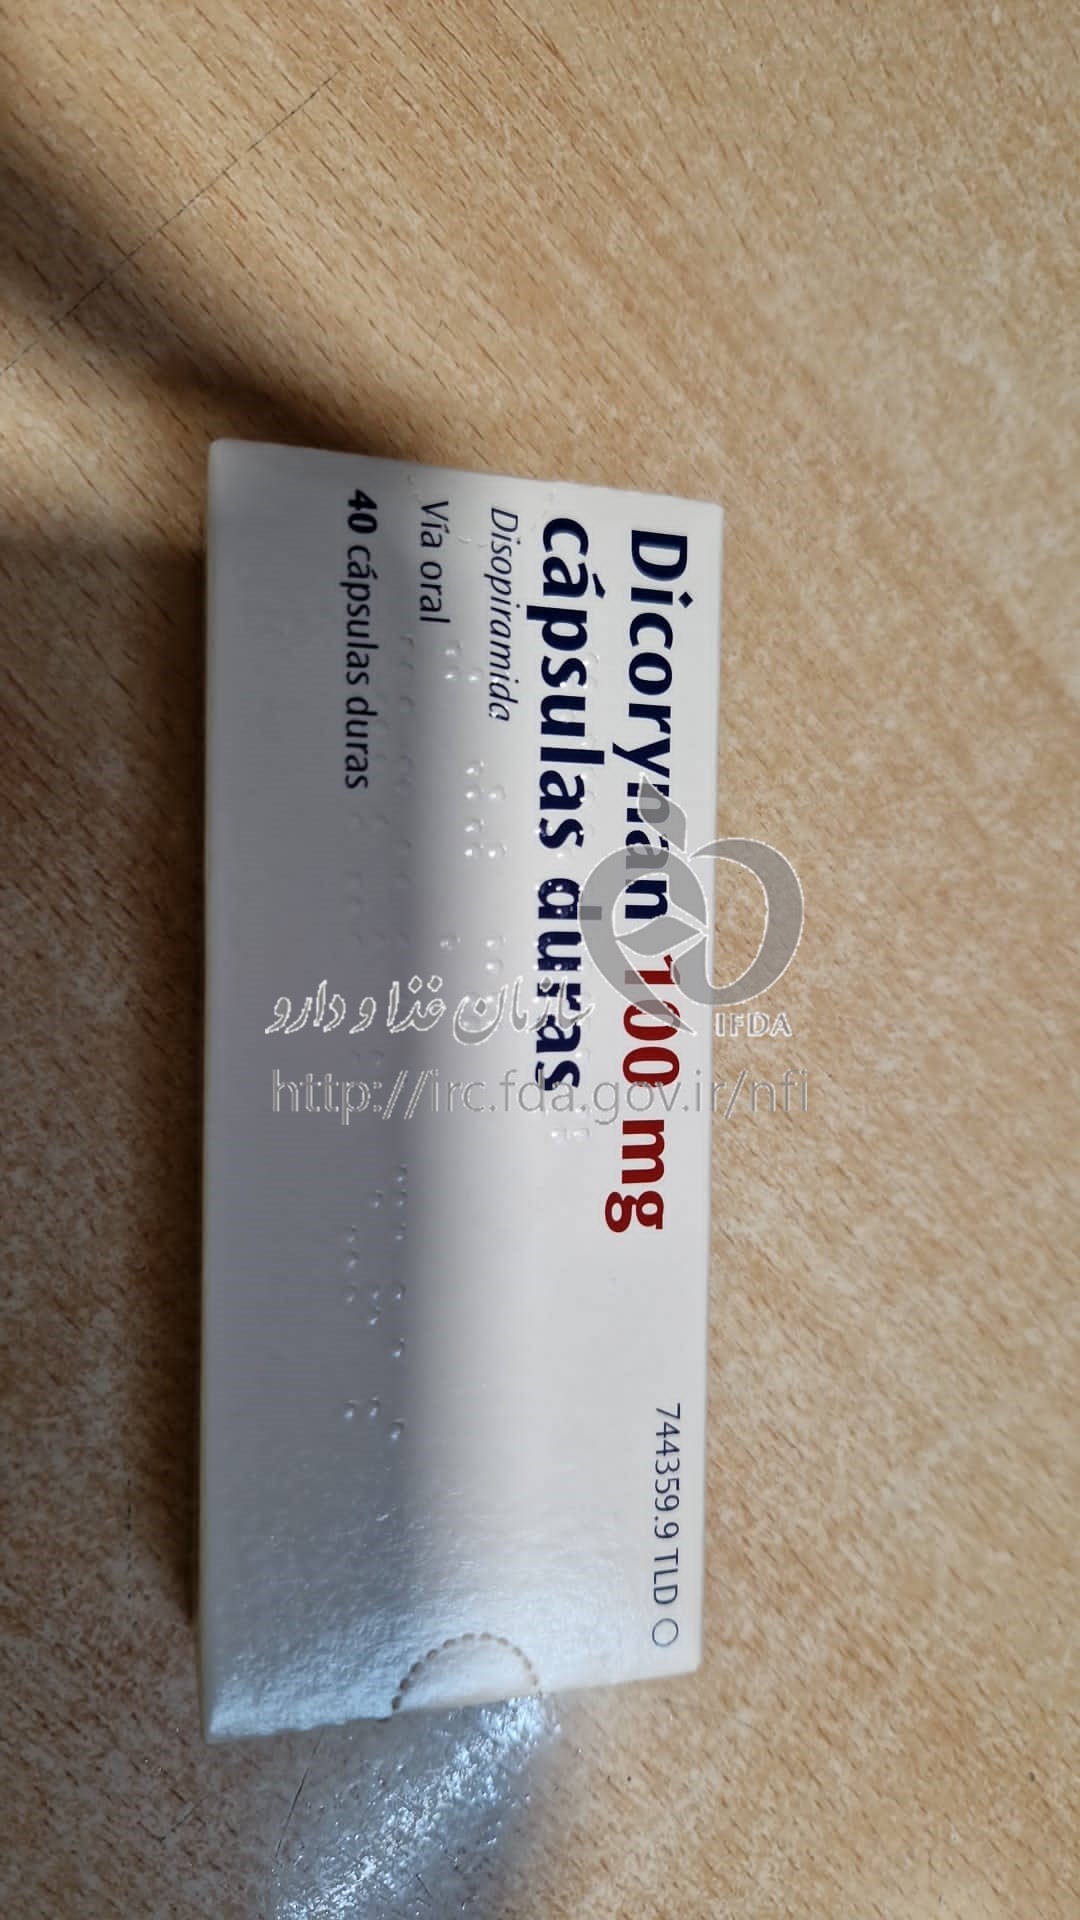 Dicorynan 100 mg
cápsulas duras
Disopiramida
Vía oral
40 cápsulas duras
744359.9 TLD
IFDA
سازمان غذا و دارو
http://irc.fda.gov.ir/nfi